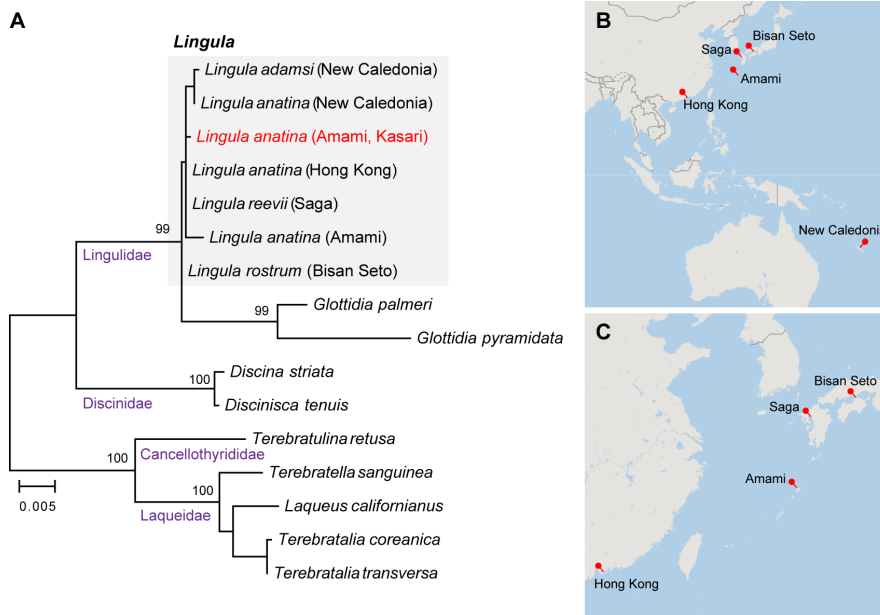 A
Lingula
Lingula adamsi (New Caledonia)
Lingula anatina (New Caledonia)
Lingula anatina (Amami, Kasari)
Lingula anatina (Hong Kong)
Lingula reevii (Saga)
99
Lingula anatina (Amami)
Lingulidae
Lingula rostrum (Bisan Seto)
99
Glottidia palmeri
Glottidia pyramidata
100
Discina striata
Discinidae
Discinisca tenuis
Terebratulina retusa
100
Cancellothyrididae
Terebratella sanguinea
100
0.005
Laqueidae
Laqueus californianus
Terebratalia coreanica
Terebratalia transversa
B
Bisan Seto
Saga
Amami
Hong Kong
New Caledonia
C
Bisan Seto
Saga
Amami
Hong Kong